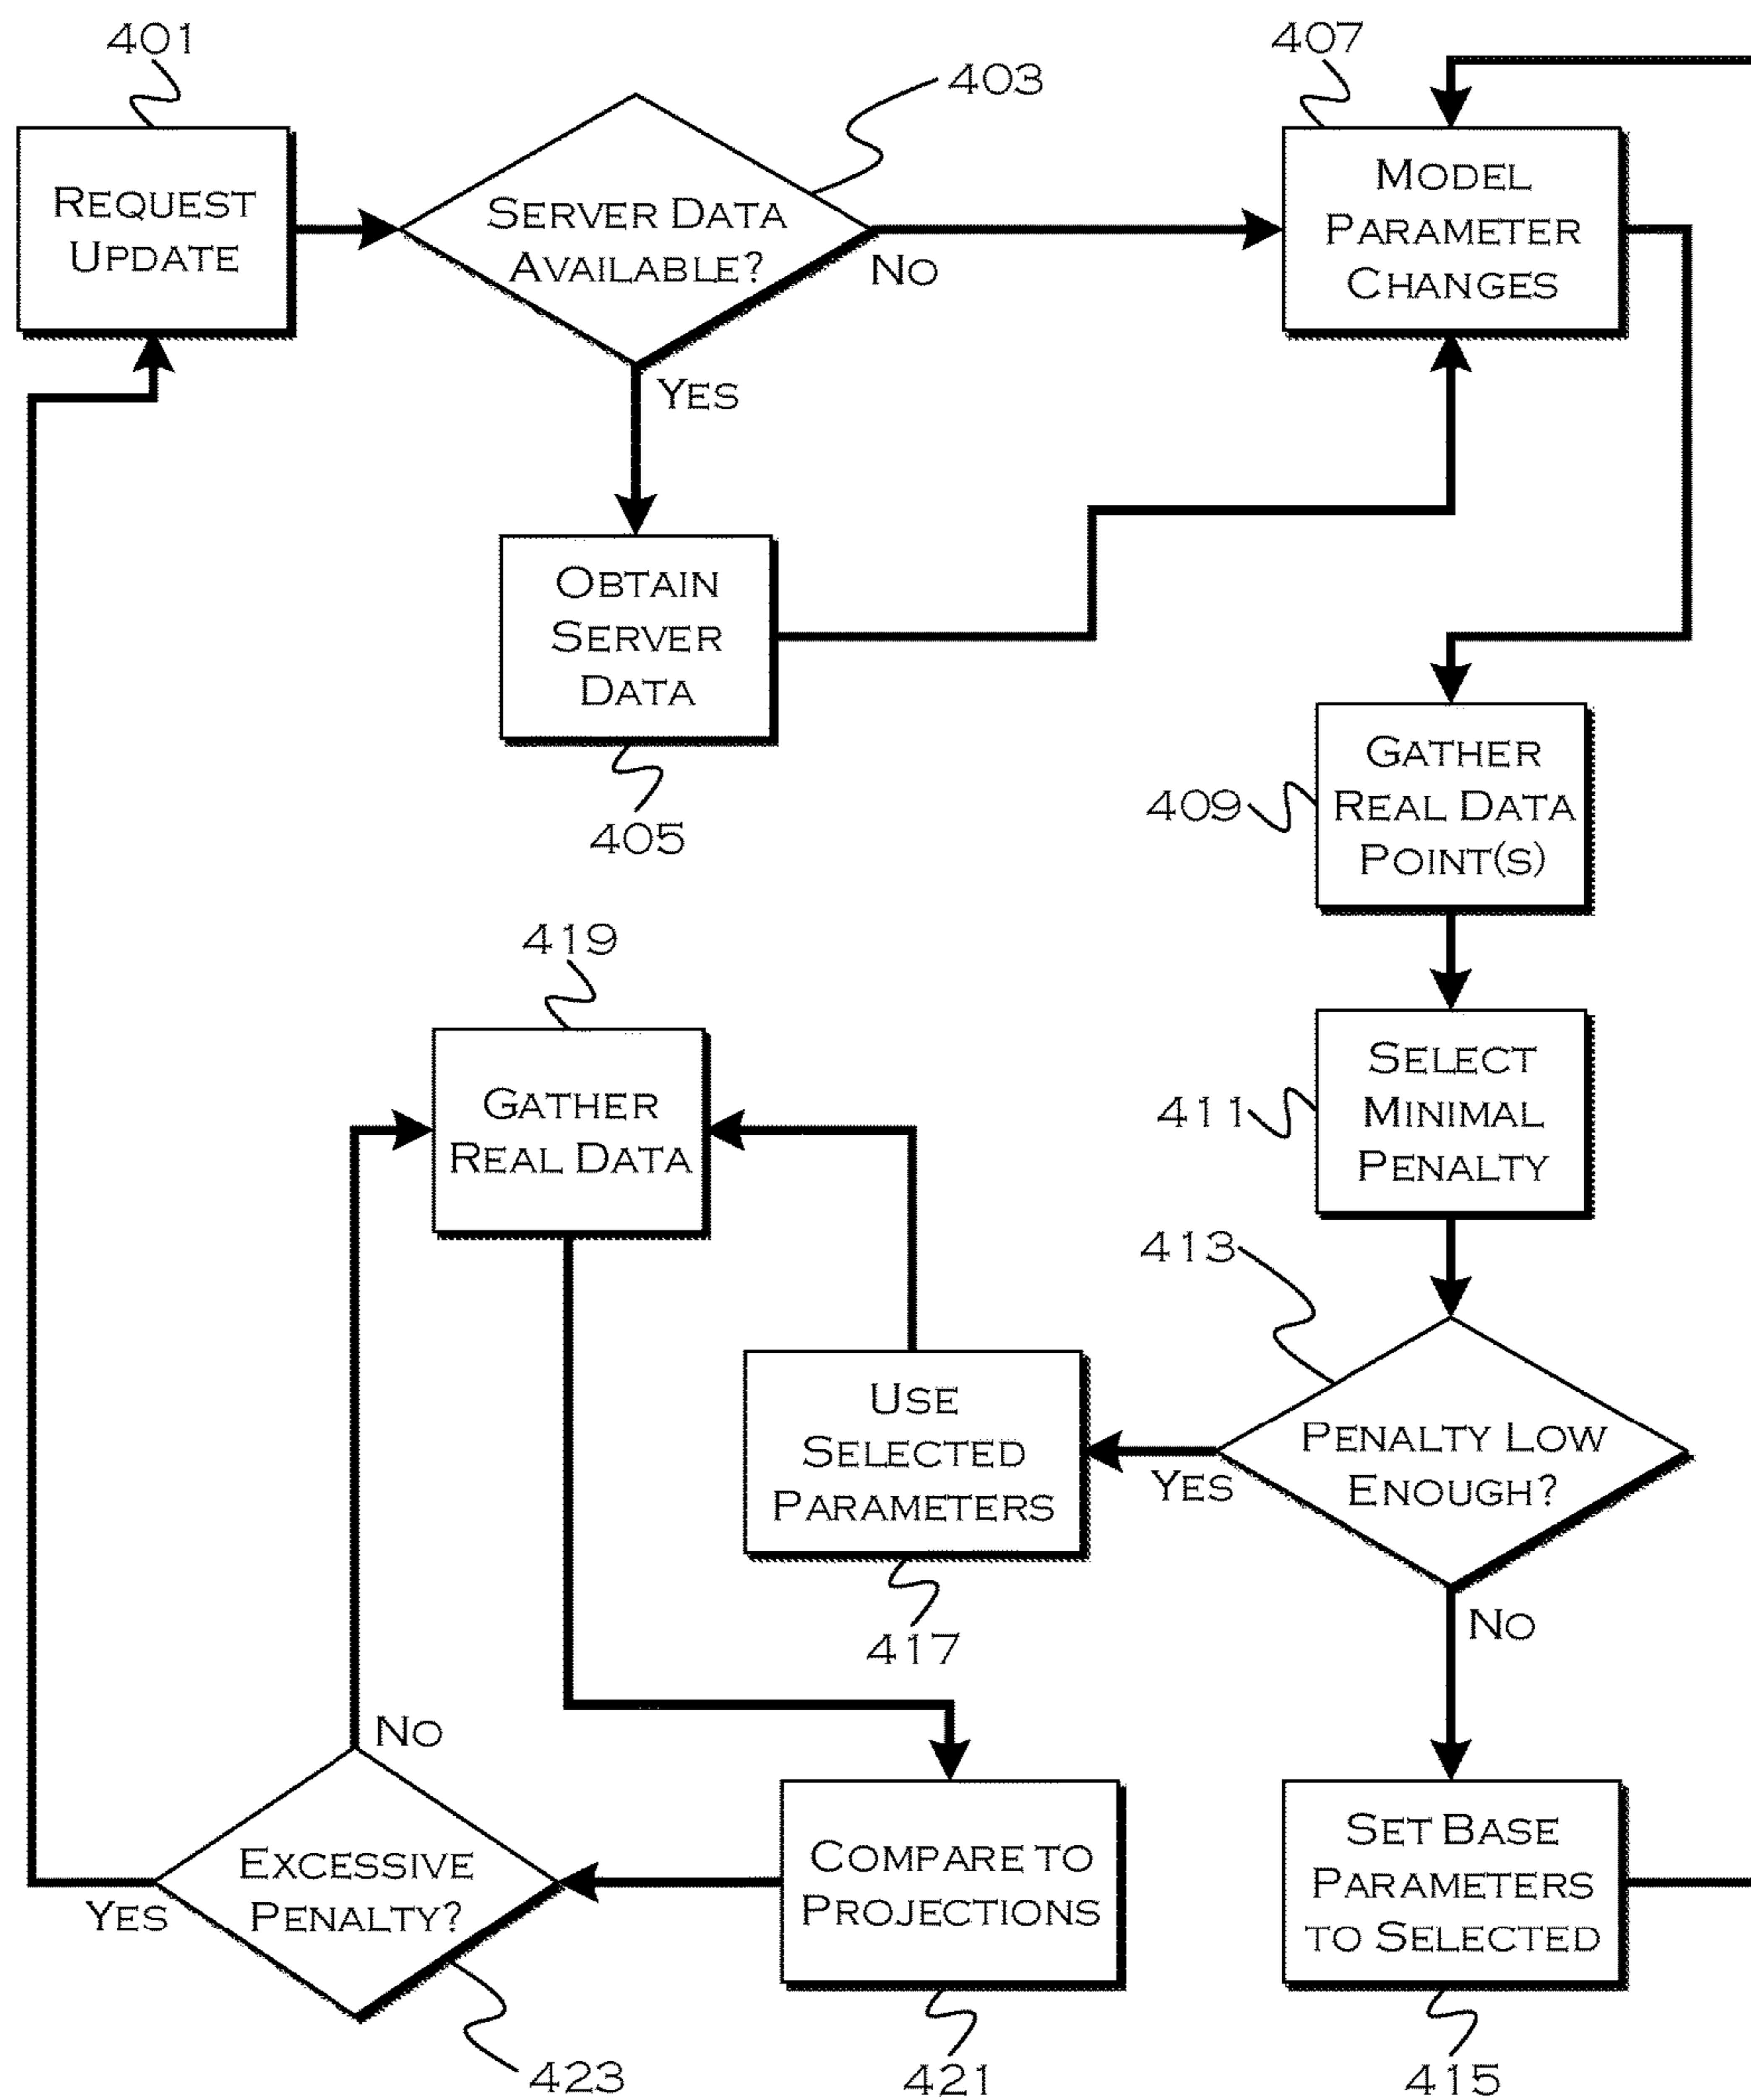 401
REQUEST
UPDATE
403
SERVER DATA
AVAILABLE?
NO
YES
407
MODEL
PARAMETER
CHANGES
OBTAIN
SERVER
DATA
405
GATHER
REAL DATA
POINT(S)
409
419
GATHER
REAL DATA
SELECT
MINIMAL
PENALTY
411
413
PENALTY LOW
ENOUGH?
YES
NO
USE
SELECTED
PARAMETERS
417
NO
EXCESSIVE
PENALTY?
YES
423
COMPARE TO
PROJECTIONS
421
SET BASE
PARAMETERS
TO SELECTED
415